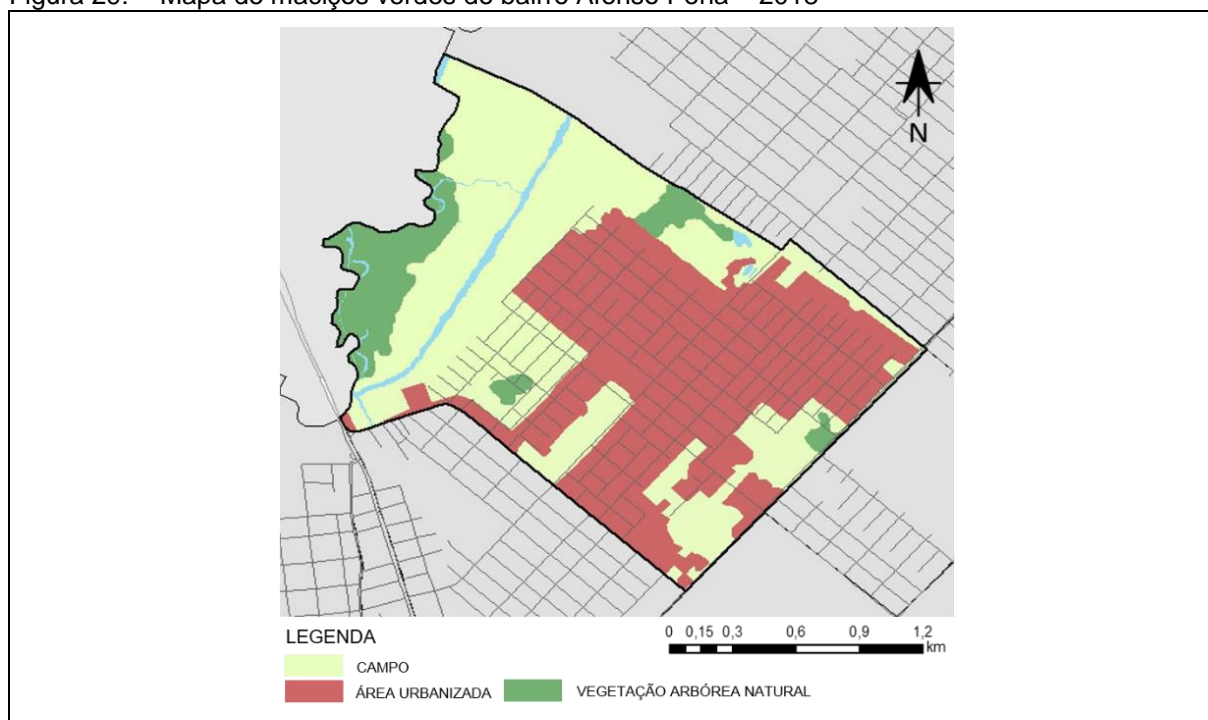 N
LEGENDA
CAMPO
ÁREA URBANIZADA
VEGETAÇÃO ARBÓREA NATURAL
0 0,15 0,3 0,6 0,9 1,2
km